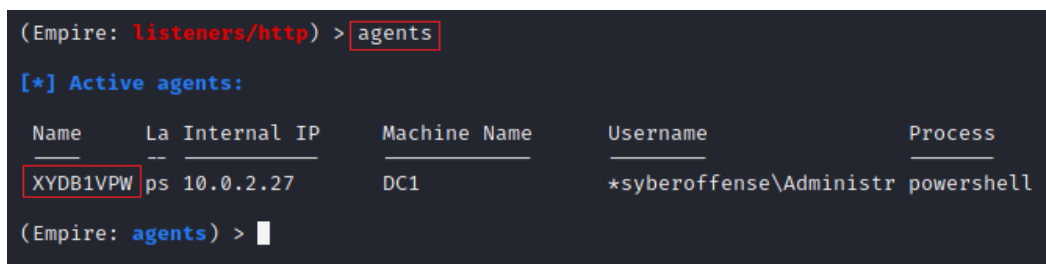 (Empire: listeners/http) > agents
[*] Active agents:
Name La Internal IP Machine Name Username Process
XYDB1VPW ps 10.0.2.27 DC1 *syberoffense\Administr powershell
(Empire: agents) >